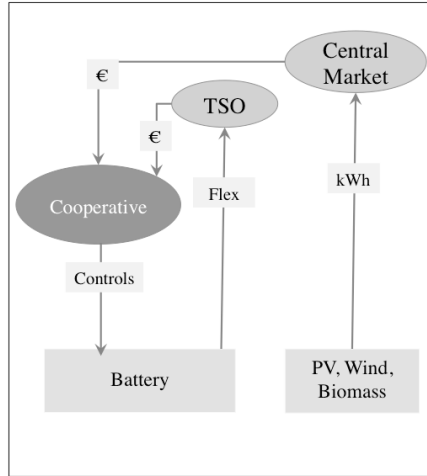 Central
Market
€
TSO
€
Cooperative
Flex
kWh
Controls
Battery
PV, Wind,
Biomass